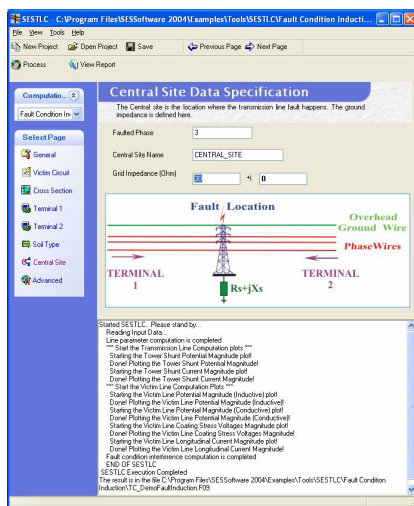 SESTLC - C:\Program Files\SESSoftware 2004\Examples\Tools\SESTLC\Fault Condition Inducti...
File View Tools Help
New Project Open Project Save Previous Page Next Page
Process View Report
Computatio...
Fault Condition In
Select Page
General
Victim Circuit
Cross Section
Terminal 1
Terminal 2
Soil Type
Central Site
Advanced
Central Site Data Specification
The Central site is the location where the transmission line fault happens. The ground
impedance is defined here.
Faulted Phase 3
Central Site Name CENTRAL_SITE
Grid Impedance (Ohm) 30 +j 0
Fault Location
Overhead
Ground Wire
PhaseWires
TERMINAL
1
TERMINAL
2
Rs+jXs
Started SESTLC. Please stand by...
Reading Input Data...
Line parameter computation is completed
*** Start the Transmission Line Computation plots ***
Starting the Tower Shunt Potential Magnitude plot!
Done! Plotting the Tower Shunt Potential Magnitude!
Starting the Tower Shunt Current Magnitude plot!
Done! Plotting the Tower Shunt Current Magnitude!
*** Start the Victim Line Computation Plots ***
Starting the Victim Line Potential Magnitude (Inductive) plot!
Done! Plotting the Victim Line Potential Magnitude (Inductive)!
Starting the Victim Line Potential Magnitude (Conductive) plot!
Done! Plotting the Victim Line Potential Magnitude (Conductive)!
Starting the Victim Line Coating Stress Voltages Magnitude plot!
Done! Plotting the Victim Line Coating Stress Voltages Magnitude!
Starting the Victim Line Longitudinal Current Magnitude plot!
Done! Plotting the Victim Line Longitudinal Current Magnitude!
Fault condition interference computation is completed
END OF SESTLC
SESTLC Execution Completed
The result is in the file C:\Program Files\SESSoftware 2004\Examples\Tools\SESTLC\Fault Condition
Induction\TC_DemoFaultInduction.F09